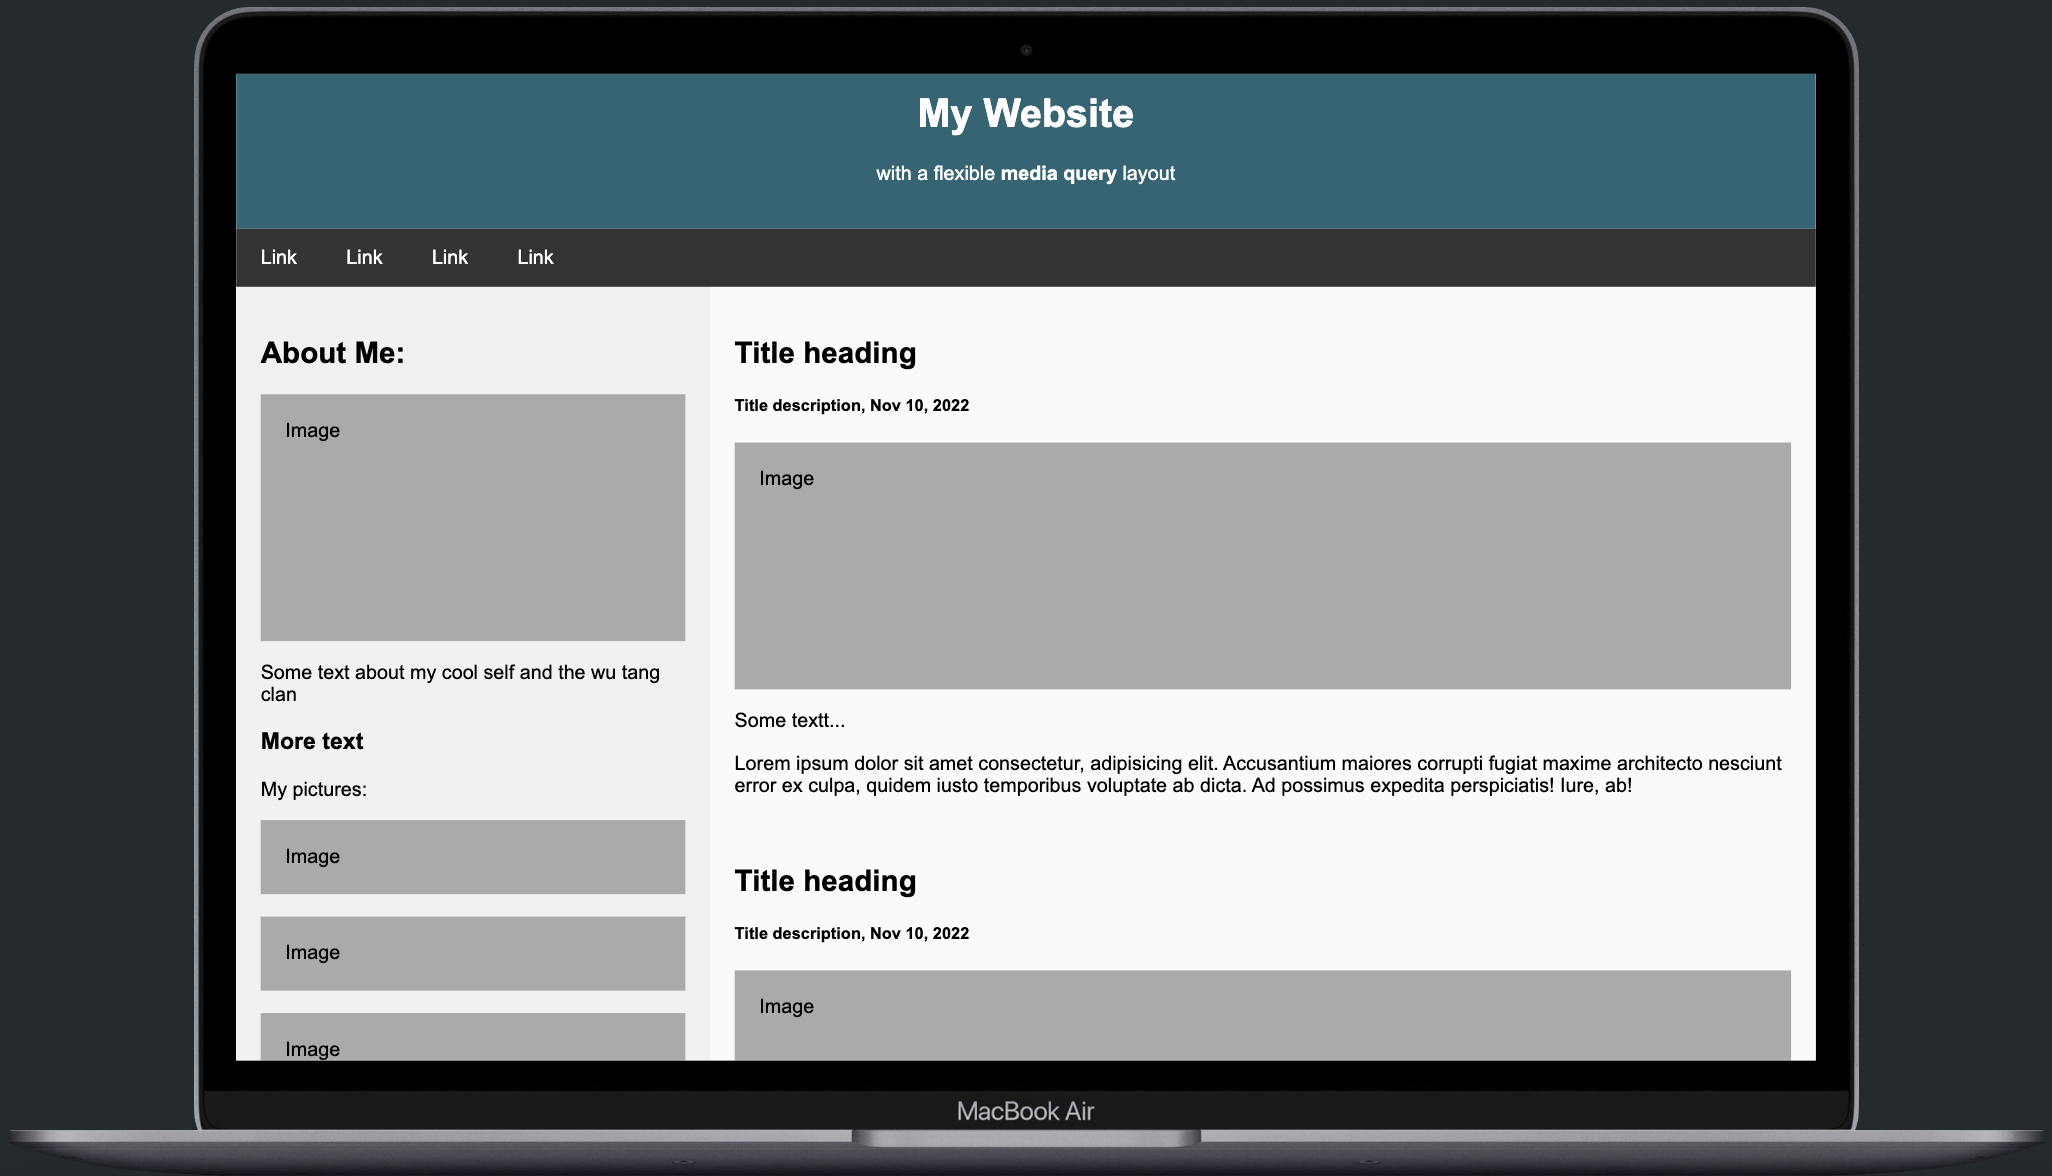 My Website
with a flexible media query layout
Link Link Link Link
About Me:
Image
Some text about my cool self and the wu tang
clan
More text
My pictures:
Image
Image
Image
Title heading
Title description, Nov 10, 2022
Image
Some textt...
Lorem ipsum dolor sit amet consectetur, adipisicing elit. Accusantium maiores corrupti fugiat maxime architecto nesciunt
error ex culpa, quidem iusto temporibus voluptate ab dicta. Ad possimus expedita perspiciatis! Iure, ab!
Title heading
Title description, Nov 10, 2022
Image
MacBook Air